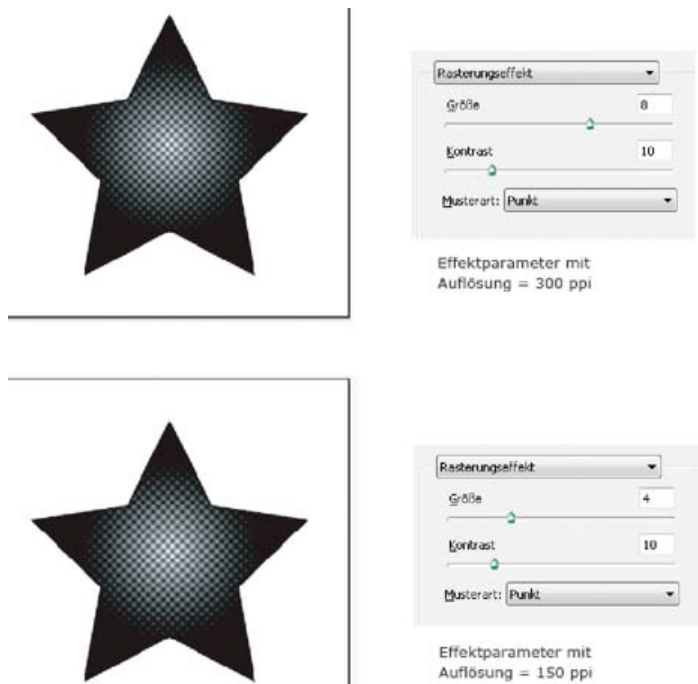 Rasterungseffekt
Größe 8
Kontrast 10
Musterart: Punkt
Effektparameter mit
Auflösung = 300 ppi
Rasterungseffekt
Größe 4
Kontrast 10
Musterart: Punkt
Effektparameter mit
Auflösung = 150 ppi